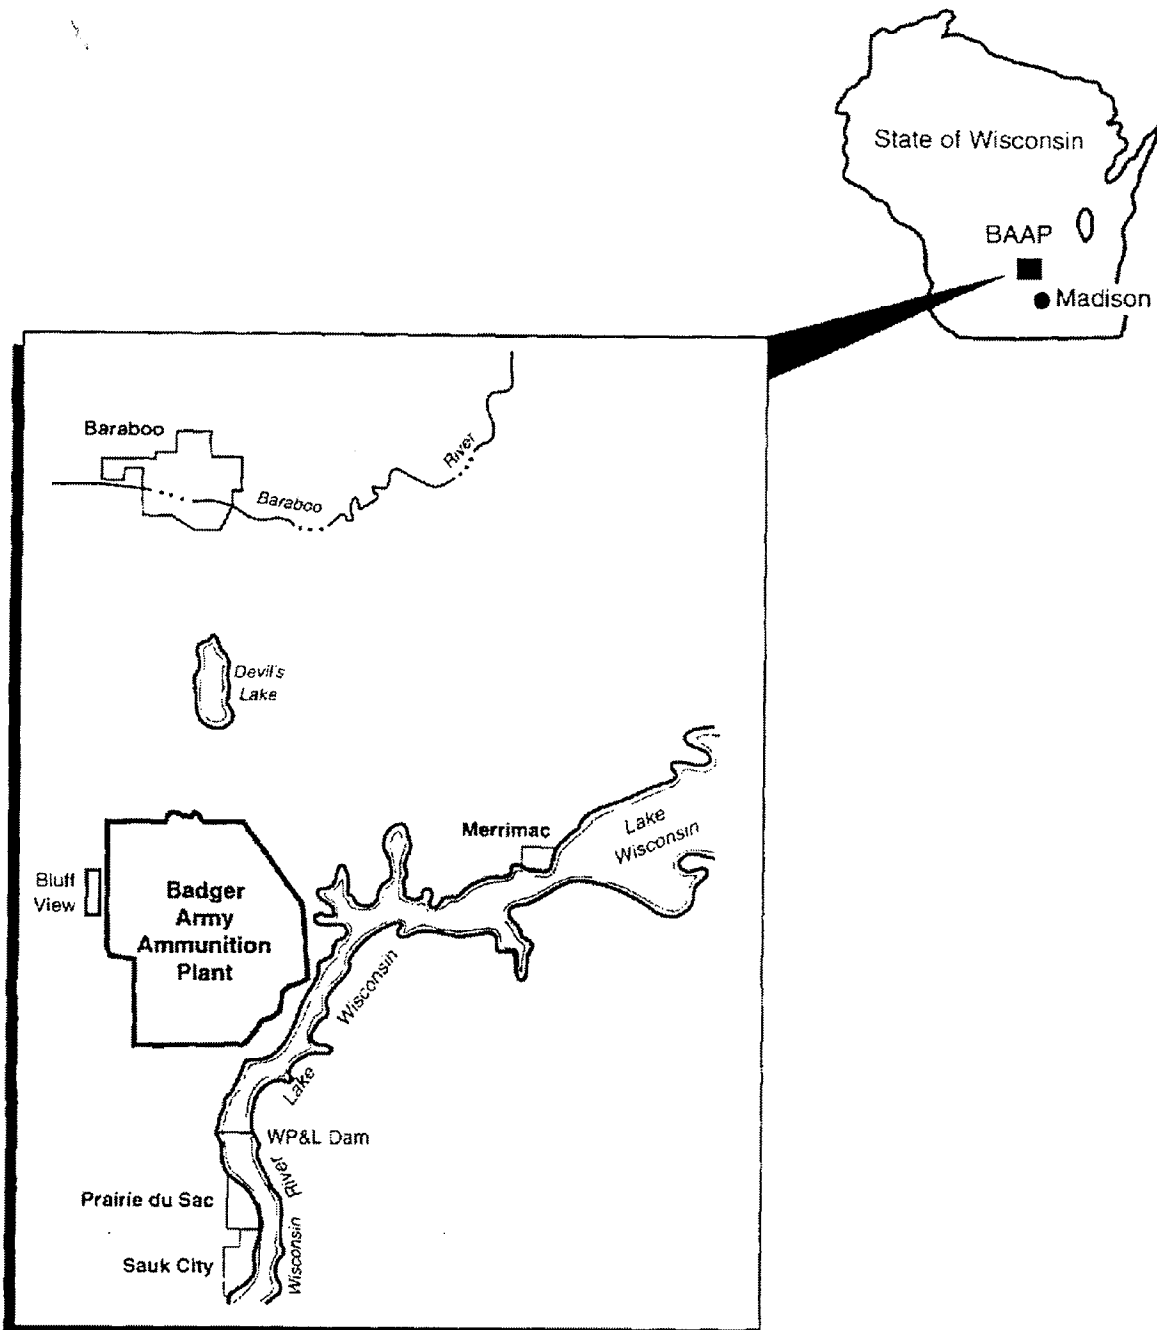 State of Wisconsin
BAAP
Madison
Baraboo
River
Baraboo
Devil's
Lake
Merrimac
Lake
Wisconsin
Bluff
View
Badger
Army
Ammunition
Plant
Wisconsin
Lake
WP&L Dam
River
Prairie du Sac
Wisconsin
Sauk City